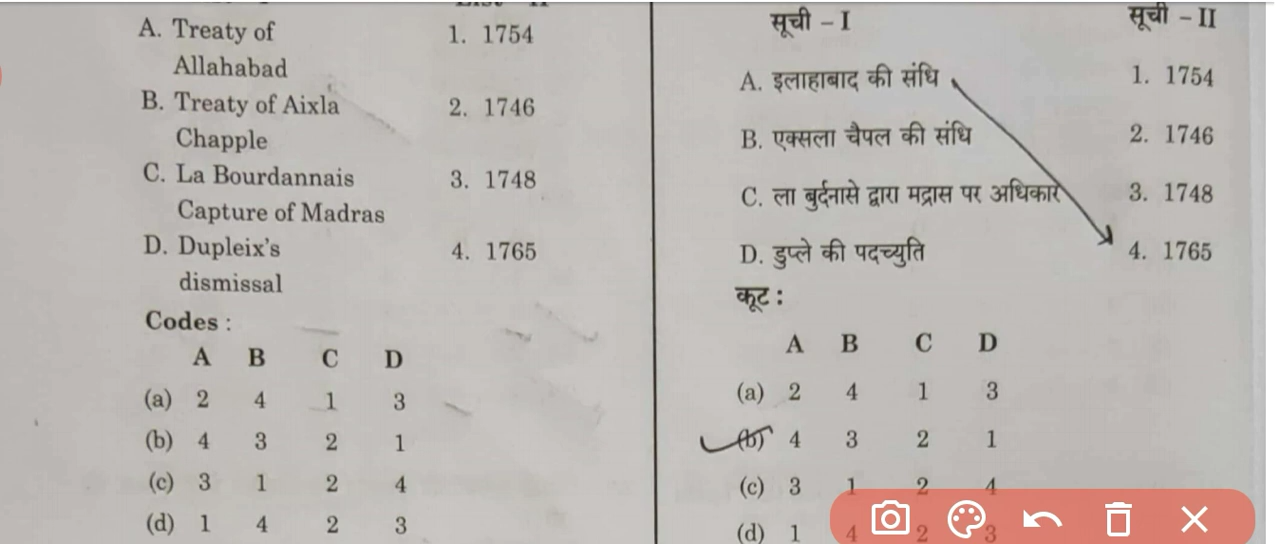 A. Treaty of 1. 1754
Allahabad
B. Treaty of Aixla 2. 1746
Chapple
C. La Bourdannais 3. 1748
Capture of Madras
D. Dupleix's 4. 1765
dismissal
Codes :
A B C D
(a) 2 4 1 3
(b) 4 3 2 1
(c) 3 1 2 4
(d) 1 4 2 3
सूची – I सूची – II
A. इलाहाबाद की संधि 1. 1754
B. एक्सला चैपल की संधि 2. 1746
C. ला बुर्दनासे द्वारा मद्रास पर अधिकार 3. 1748
D. डुप्ले की पदच्युति 4. 1765
कूट :
A B C D
(a) 2 4 1 3
(b) 4 3 2 1
(c) 3 1 2 4
(d) 1 4 2 3